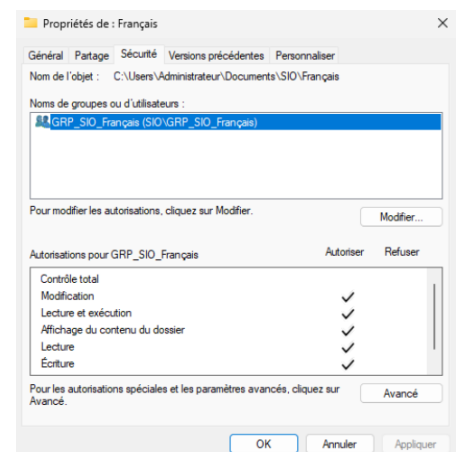 Propriétés de : Français
Général Partage Sécurité Versions précédentes Personnaliser
Nom de l'objet : C:\Users\Administrateur\Documents\SIO\Français
Noms de groupes ou d'utilisateurs :
GRP_SIO_Français (SIO\GRP_SIO_Français)
Pour modifier les autorisations, cliquez sur Modifier.
Modifier...
Autorisations pour GRP_SIO_Français Autoriser Refuser
Contrôle total
Modification
Lecture et exécution
Affichage du contenu du dossier
Lecture
Écriture
Pour les autorisations spéciales et les paramètres avancés, cliquez sur
Avancé.
Avancé
OK Annuler Appliquer